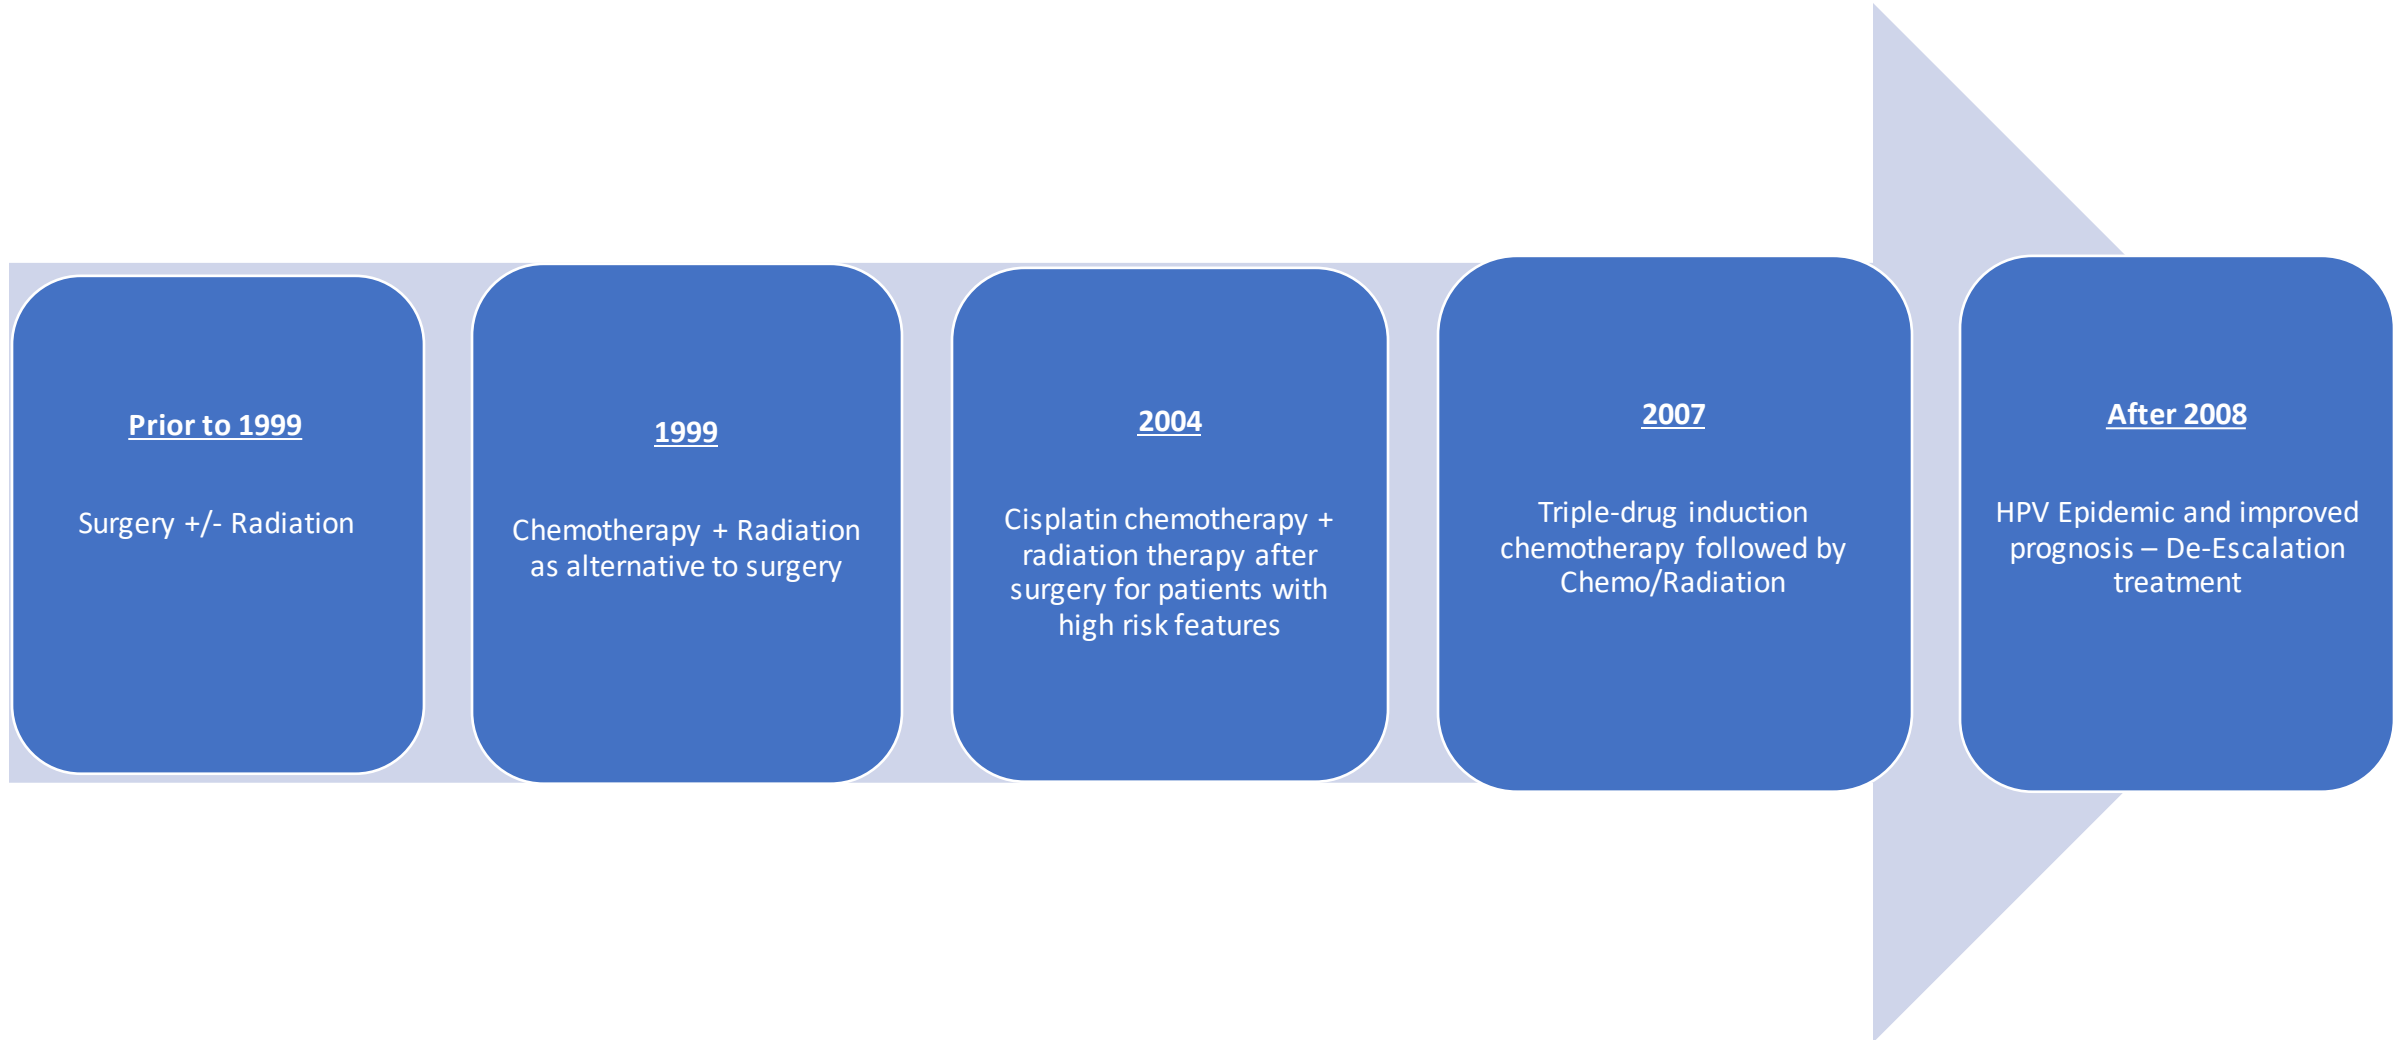 Prior to 1999
Surgery +/- Radiation
1999
Chemotherapy + Radiation
as alternative to surgery
2004
Cisplatin chemotherapy +
radiation therapy after
surgery for patients with
high risk features
2007
Triple-drug induction
chemotherapy followed by
Chemo/Radiation
After 2008
HPV Epidemic and improved
prognosis – De-Escalation
treatment